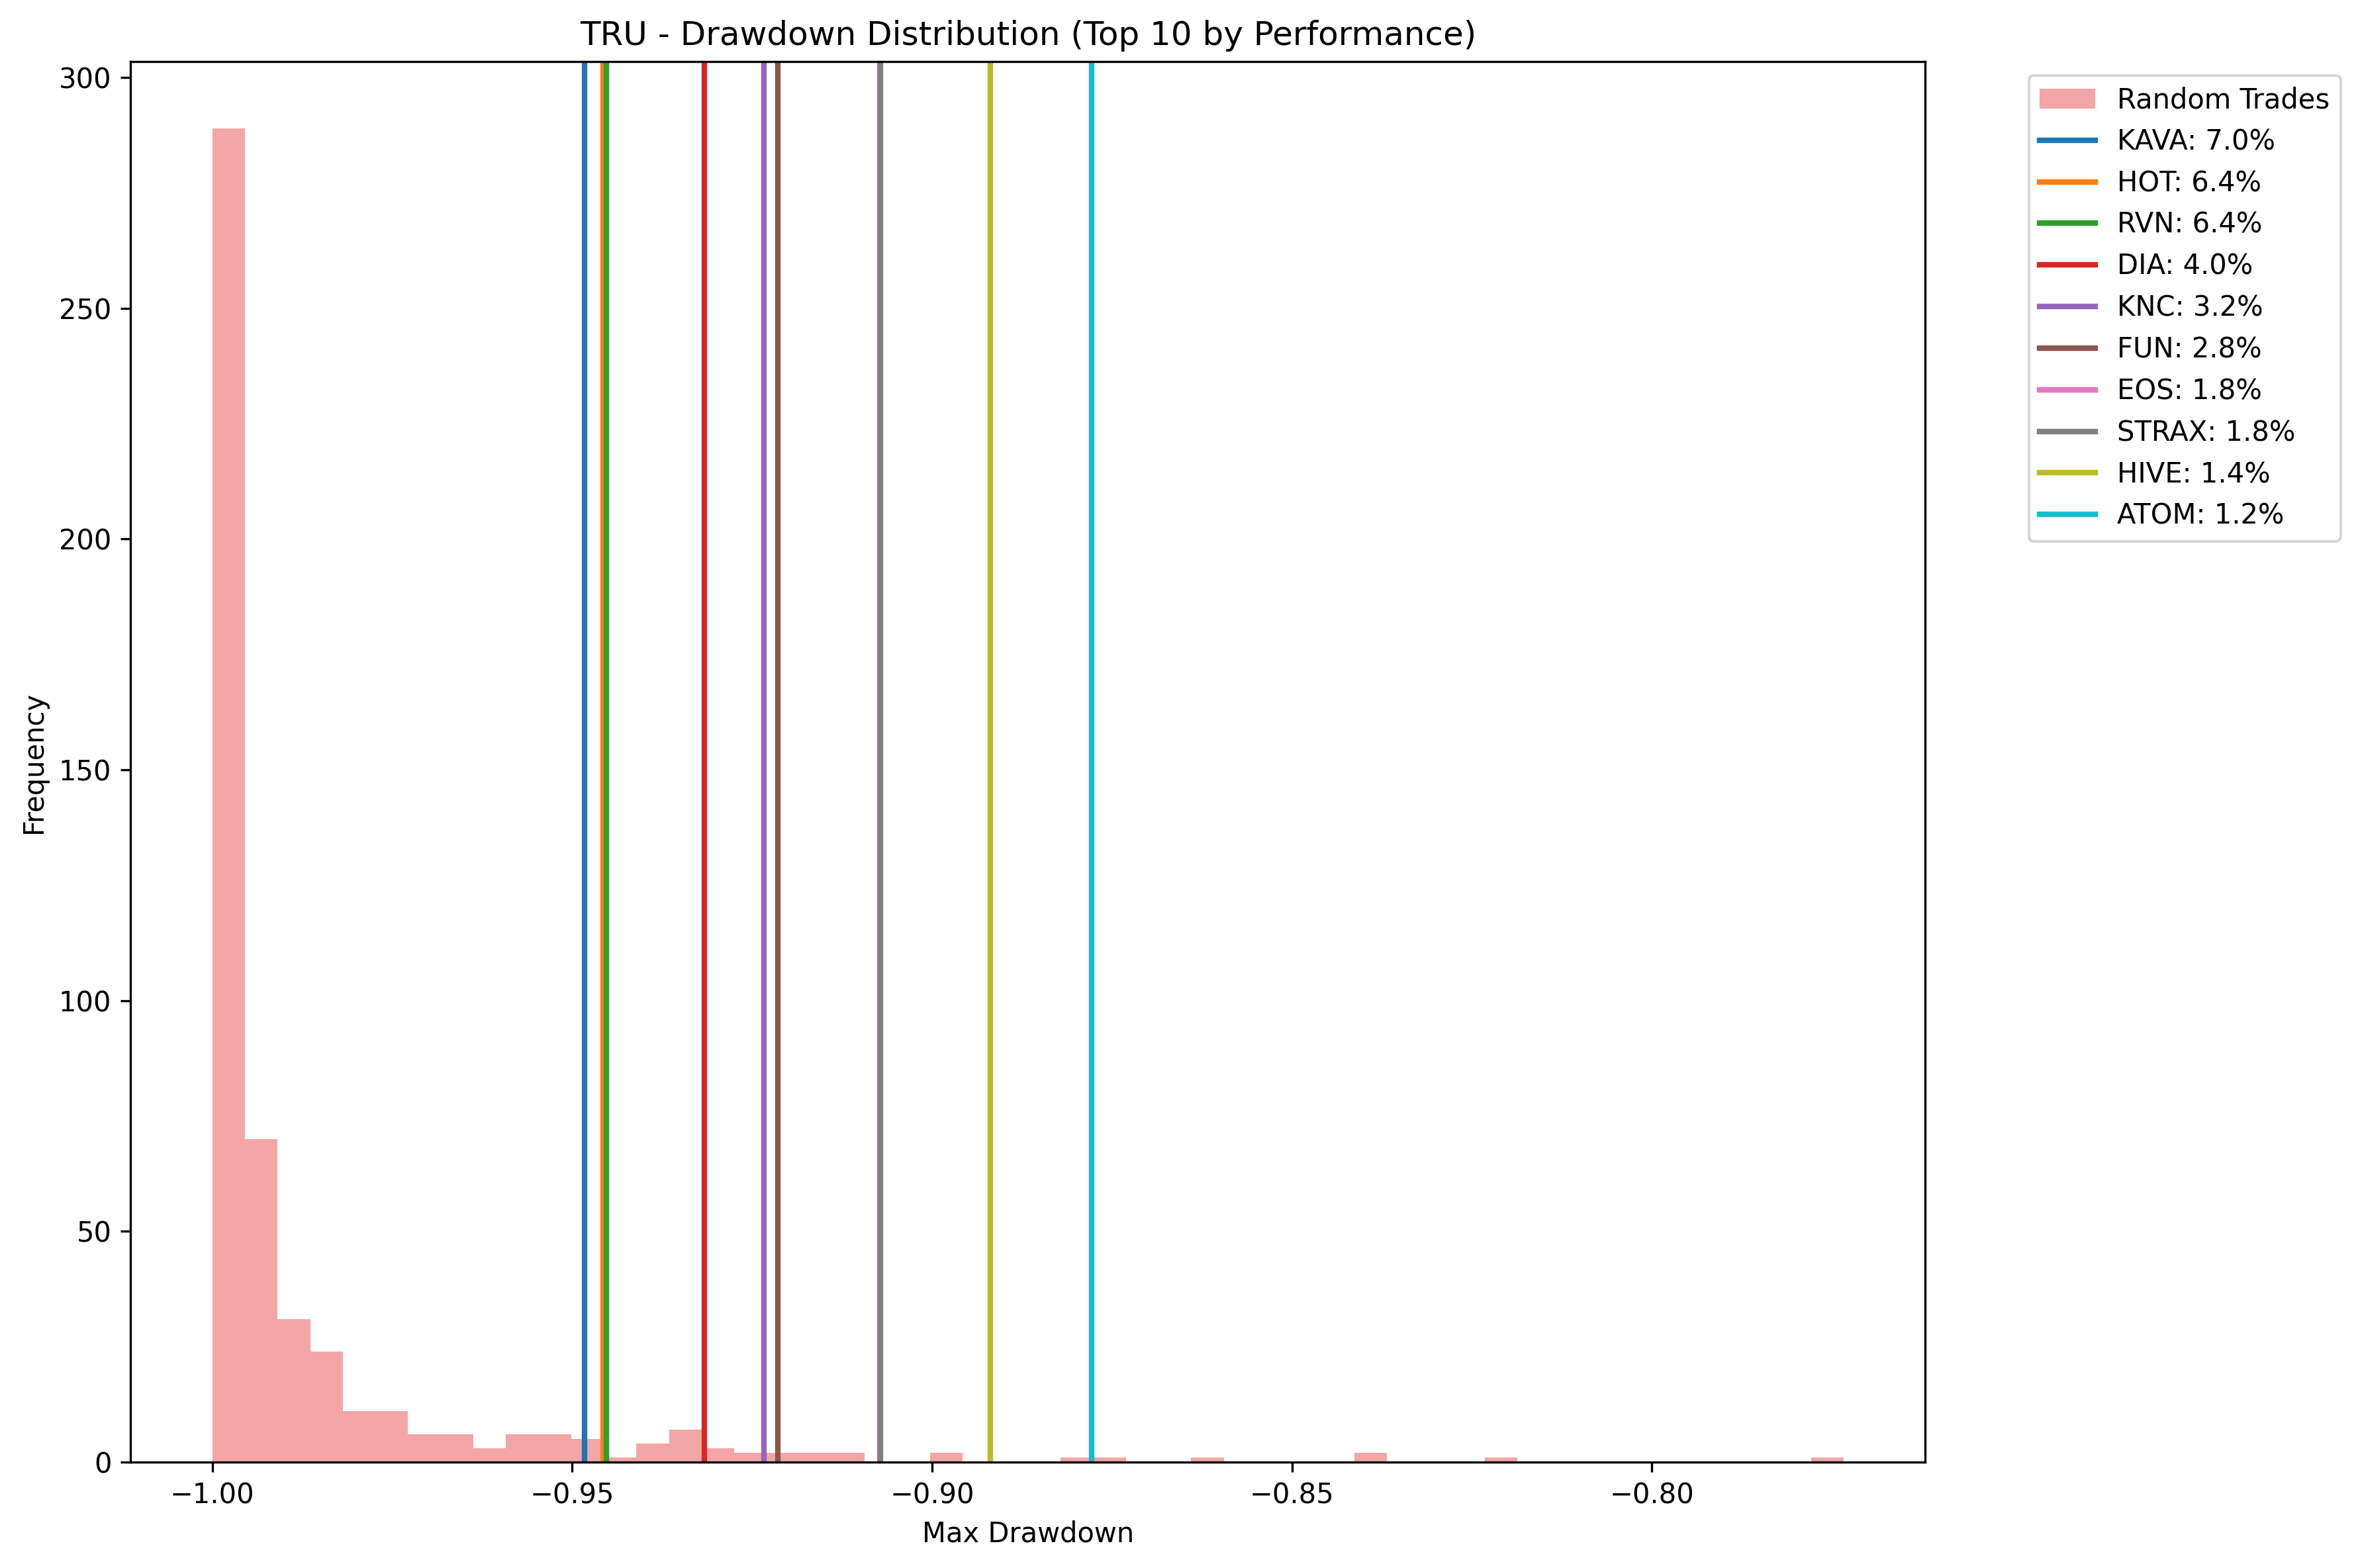 TRU - Drawdown Distribution (Top 10 by Performance)
300
250
200
150
100
50
0
Frequency
−1.00
−0.95
−0.90
−0.85
−0.80
Max Drawdown
Random Trades
KAVA: 7.0%
HOT: 6.4%
RVN: 6.4%
DIA: 4.0%
KNC: 3.2%
FUN: 2.8%
EOS: 1.8%
STRAX: 1.8%
HIVE: 1.4%
ATOM: 1.2%